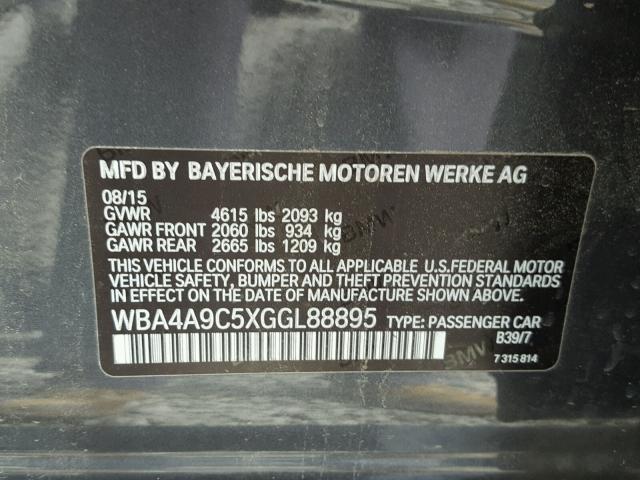 MFD BY BAYERISCHE MOTOREN WERKE AG
08/15
GVWR 4615 lbs 2093 kg
GAWR FRONT 2060 lbs 934 kg
GAWR REAR 2665 lbs 1209 kg
THIS VEHICLE CONFORMS TO ALL APPLICABLE U.S.FEDERAL MOTOR
VEHICLE SAFETY, BUMPER AND THEFT PREVENTION STANDARDS
IN EFFECT ON THE DATE OF MANUFACTURE SHOWN ABOVE.
WBA4A9C5XGGL88895 TYPE: PASSENGER CAR
B39/7
7 315 814
BMW